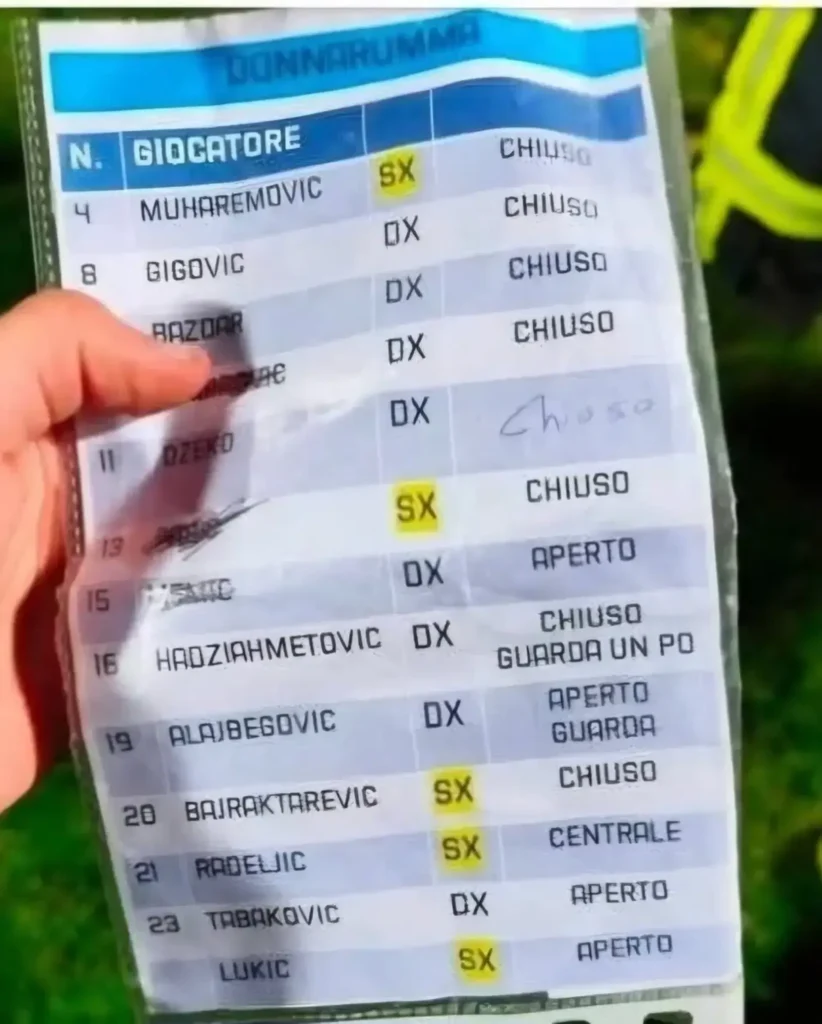 DONNARUMMA
N. GIOCATORE
4 MUHAREMOVIC SX CHIUSO
8 GIGOVIC DX CHIUSO
BAZDAR DX CHIUSO
DX CHIUSO
11 DZEKO DX Chiuso
13 SX CHIUSO
15 DX APERTO
16 HADZIAHMETOVIC DX CHIUSO
GUARDA UN PO
19 ALAJBEGOVIC DX APERTO
GUARDA
20 BAJRAKTAREVIC SX CHIUSO
21 RADELJIC SX CENTRALE
23 TABAKOVIC DX APERTO
LUKIC SX APERTO